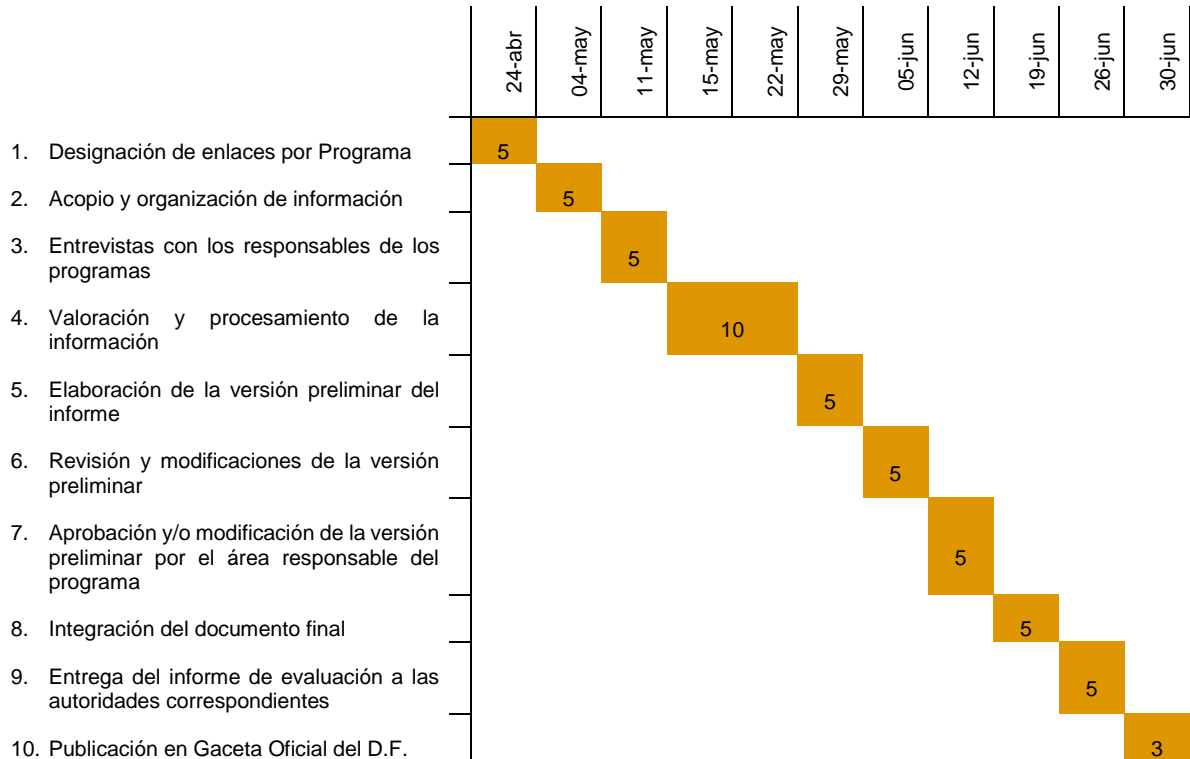 24-abr
04-may
11-may
15-may
22-may
29-may
05-jun
12-jun
19-jun
26-jun
30-jun
1. Designación de enlaces por Programa
5
2. Acopio y organización de información
5
3. Entrevistas con los responsables de los
programas
5
4. Valoración y procesamiento de la
información
10
5. Elaboración de la versión preliminar del
informe
5
6. Revisión y modificaciones de la versión
preliminar
5
7. Aprobación y/o modificación de la versión
preliminar por el área responsable del
programa
5
8. Integración del documento final
5
9. Entrega del informe de evaluación a las
autoridades correspondientes
5
10. Publicación en Gaceta Oficial del D.F.
3